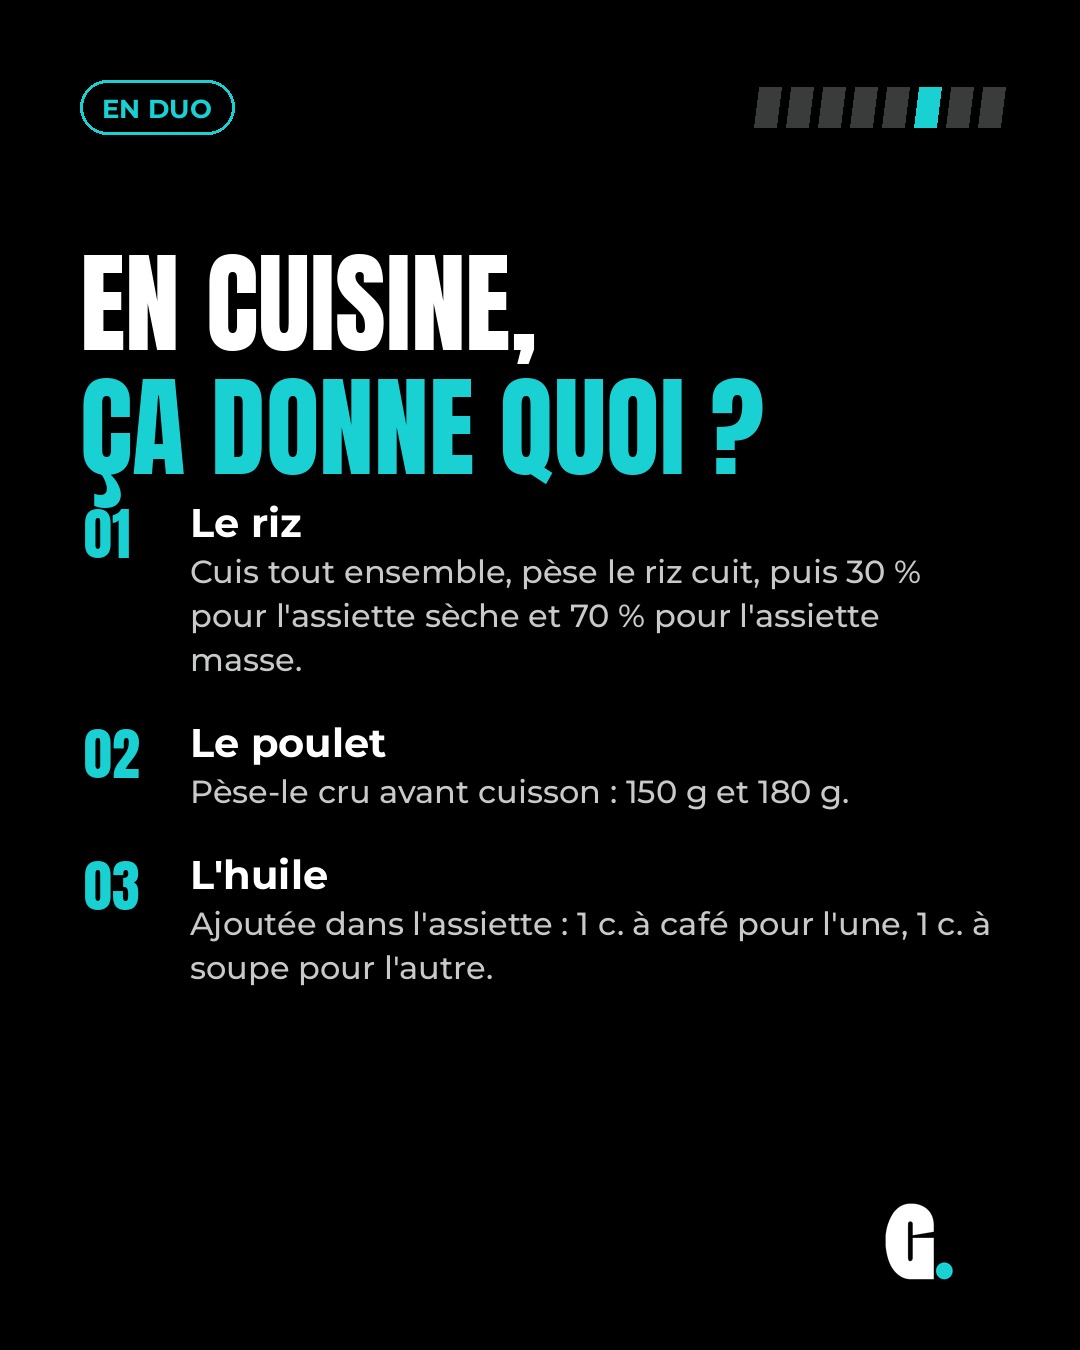 EN DUO
EN CUISINE,
ÇA DONNE QUOI ?
01 Le riz
Cuis tout ensemble, pèse le riz cuit, puis 30 %
pour l'assiette sèche et 70 % pour l'assiette
masse.
02 Le poulet
Pèse-le cru avant cuisson : 150 g et 180 g.
03 L'huile
Ajoutée dans l'assiette : 1 c. à café pour l'une, 1 c. à
soupe pour l'autre.
G.